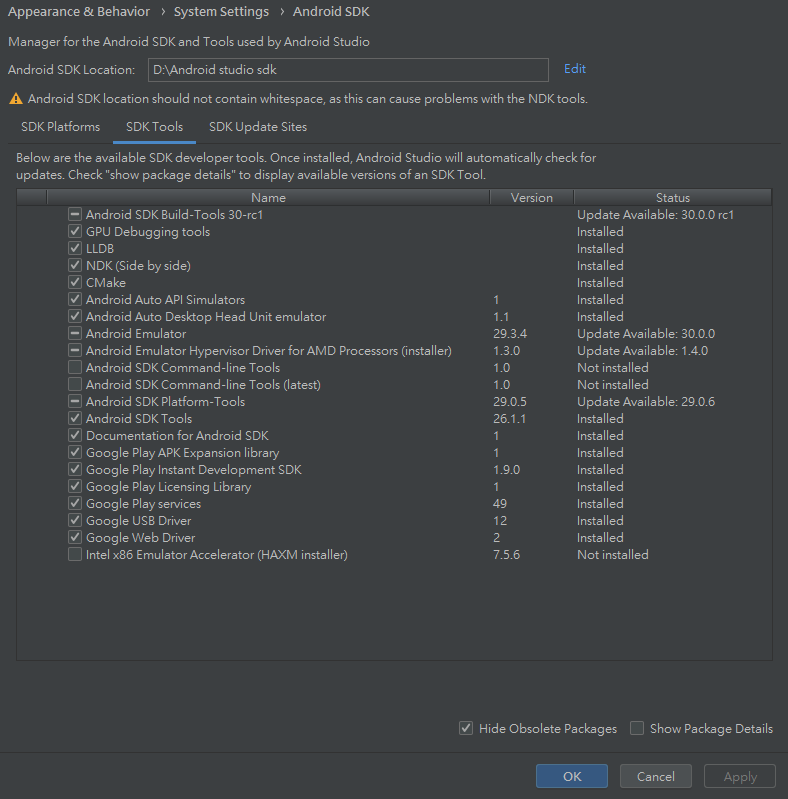 Appearance & Behavior › System Settings › Android SDK
Manager for the Android SDK and Tools used by Android Studio
Android SDK Location: D:\Android studio sdk Edit
Android SDK location should not contain whitespace, as this can cause problems with the NDK tools.
SDK Platforms SDK Tools SDK Update Sites
Below are the available SDK developer tools. Once installed, Android Studio will automatically check for
updates. Check "show package details" to display available versions of an SDK Tool.
Name Version Status
Android SDK Build-Tools 30-rc1 Update Available: 30.0.0 rc1
GPU Debugging tools Installed
LLDB Installed
NDK (Side by side) Installed
CMake Installed
Android Auto API Simulators 1 Installed
Android Auto Desktop Head Unit emulator 1.1 Installed
Android Emulator 29.3.4 Update Available: 30.0.0
Android Emulator Hypervisor Driver for AMD Processors (installer) 1.3.0 Update Available: 1.4.0
Android SDK Command-line Tools 1.0 Not installed
Android SDK Command-line Tools (latest) 1.0 Not installed
Android SDK Platform-Tools 29.0.5 Update Available: 29.0.6
Android SDK Tools 26.1.1 Installed
Documentation for Android SDK 1 Installed
Google Play APK Expansion library 1 Installed
Google Play Instant Development SDK 1.9.0 Installed
Google Play Licensing Library 1 Installed
Google Play services 49 Installed
Google USB Driver 12 Installed
Google Web Driver 2 Installed
Intel x86 Emulator Accelerator (HAXM installer) 7.5.6 Not installed
Hide Obsolete Packages Show Package Details
OK Cancel Apply